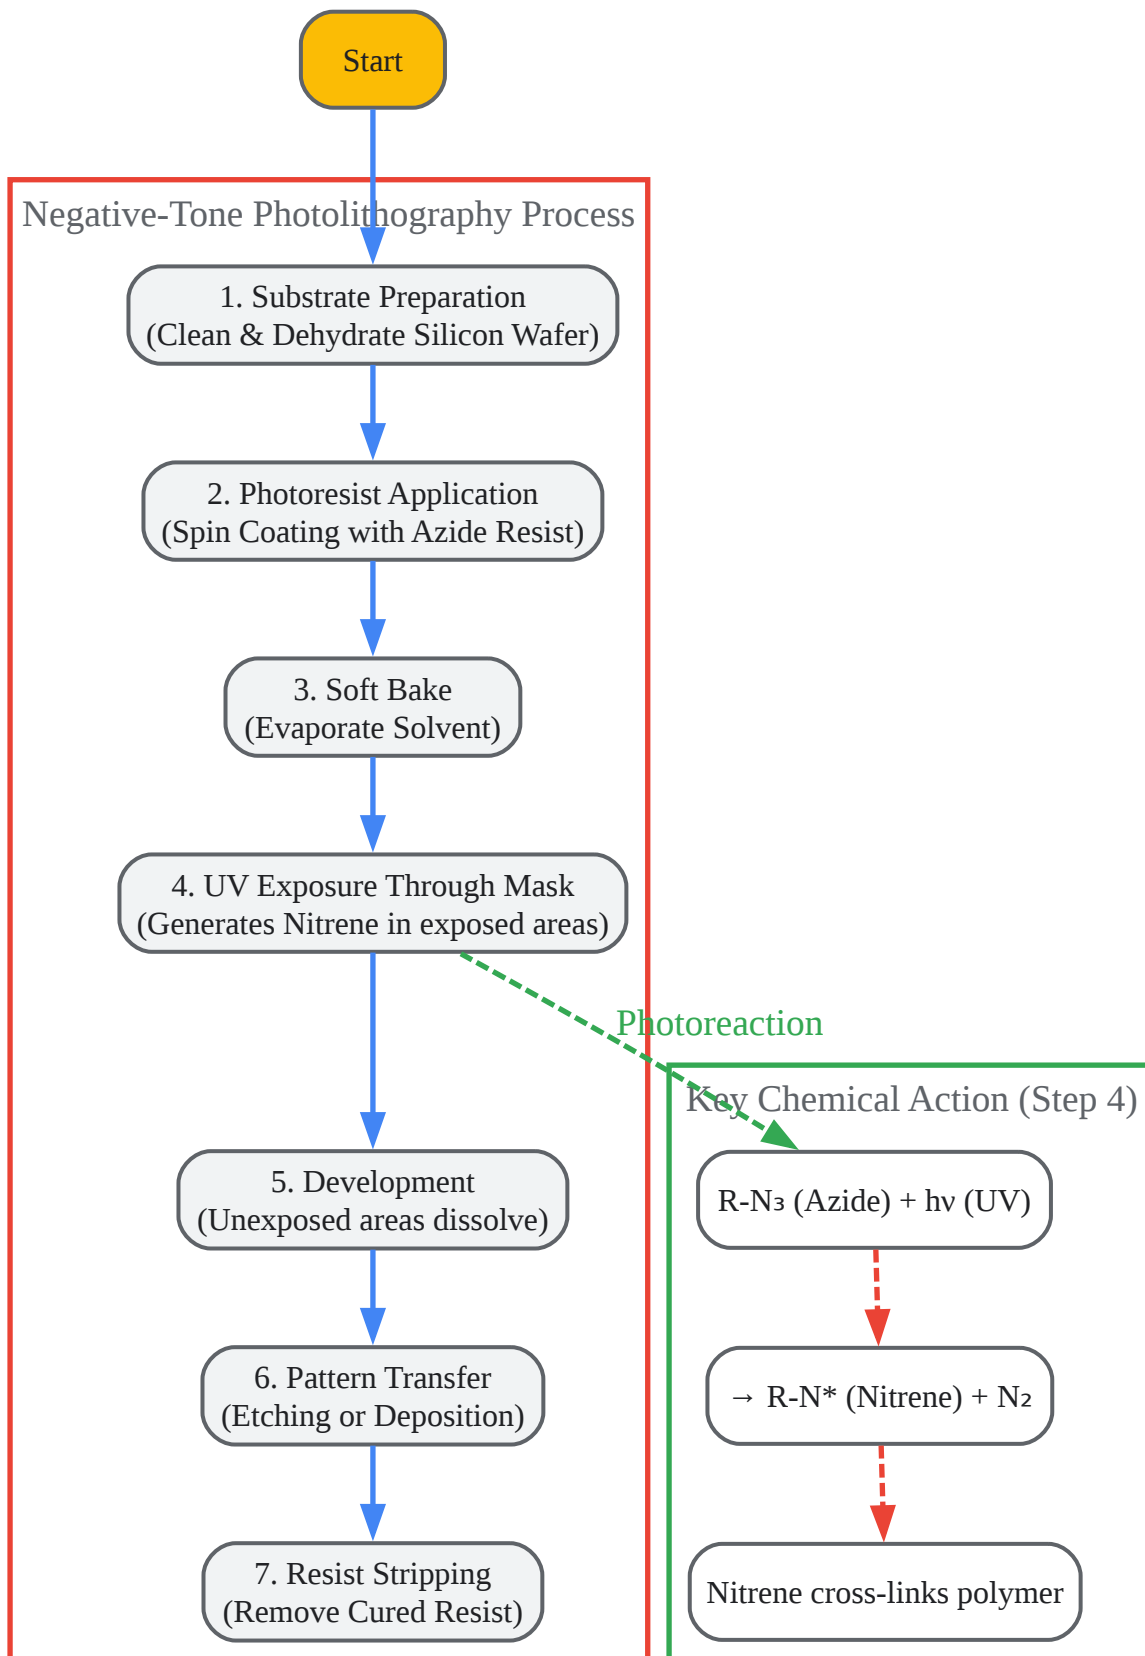 Start
Negative-Tone Photolithography Process
1. Substrate Preparation
(Clean & Dehydrate Silicon Wafer)
2. Photoresist Application
(Spin Coating with Azide Resist)
3. Soft Bake
(Evaporate Solvent)
4. UV Exposure Through Mask
(Generates Nitrene in exposed areas)
Photoreaction
5. Development
(Unexposed areas dissolve)
6. Pattern Transfer
(Etching or Deposition)
7. Resist Stripping
(Remove Cured Resist)
Key Chemical Action (Step 4)
R-N₃ (Azide) + hν (UV)
→ R-N* (Nitrene) + N₂
Nitrene cross-links polymer